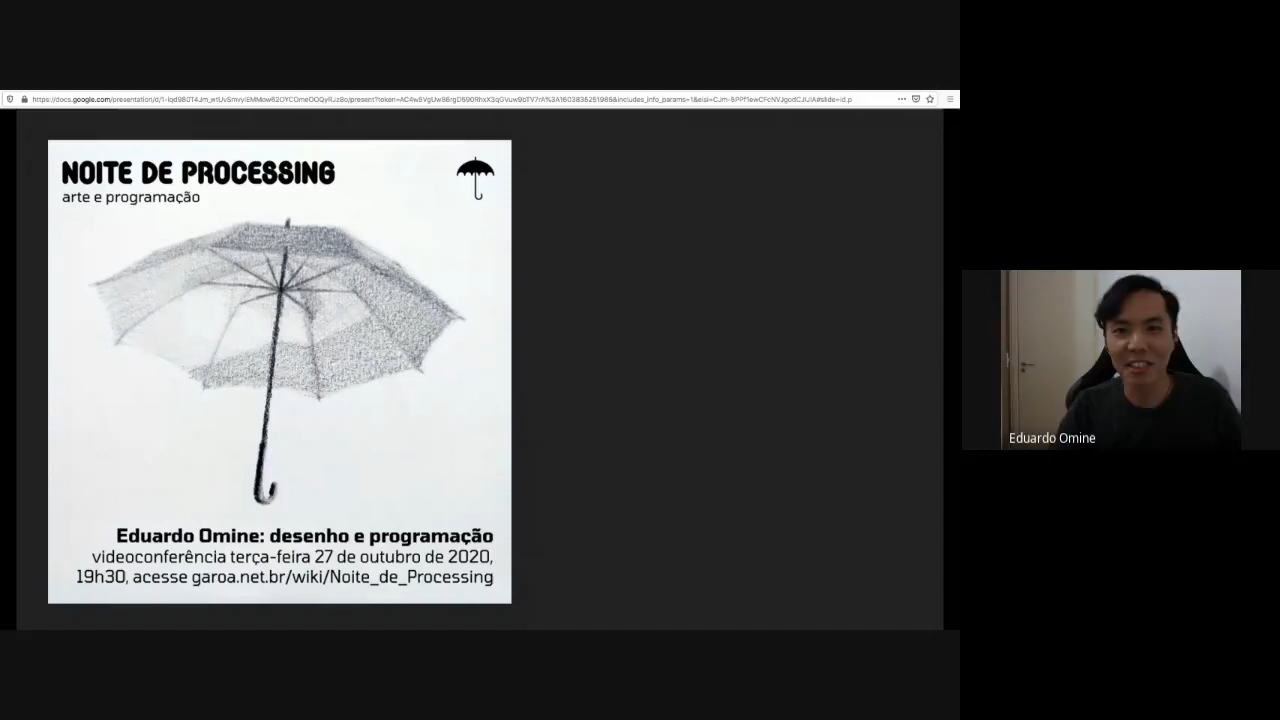 NOITE DE PROCESSING
arte e programação
Eduardo Omine: desenho e programação
videoconferência terça-feira 27 de outubro de 2020,
19h30, acesse garoa.net.br/wiki/Noite_de_Processing
Eduardo Omine